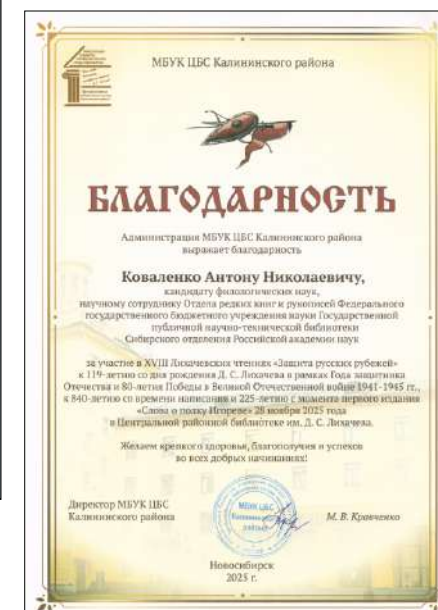 МБУК ЦБС Калининского района
БЛАГОДАРНОСТЬ
Администрация МБУК ЦБС Калининского района
выражает благодарность
Коваленко Антону Николаевичу,
кандидату филологических наук,
научному сотруднику Отдела редких книг и рукописей Федерального
государственного бюджетного учреждения науки Государственной
публичной научно-технической библиотеки
Сибирского отделения Российской академии наук
за участие в XVIII Лихачевских чтениях «Защита русских рубежей»
к 119-летию со дня рождения Д. С. Лихачева в рамках Года защитника
Отечества и 80-летия Победы в Великой Отечественной войне 1941-1945 гг.,
к 840-летию со времени написания и 225-летию с момента первого издания
«Слова о полку Игореве» 28 ноября 2025 года
в Центральной районной библиотеке им. Д. С. Лихачева.
Желаем крепкого здоровья, благополучия и успехов
во всех добрых начинаниях!
Директор МБУК ЦБС
Калининского района
МБУК ЦБС
Калининского
района
М. В. Кравченко
Новосибирск
2025 г.